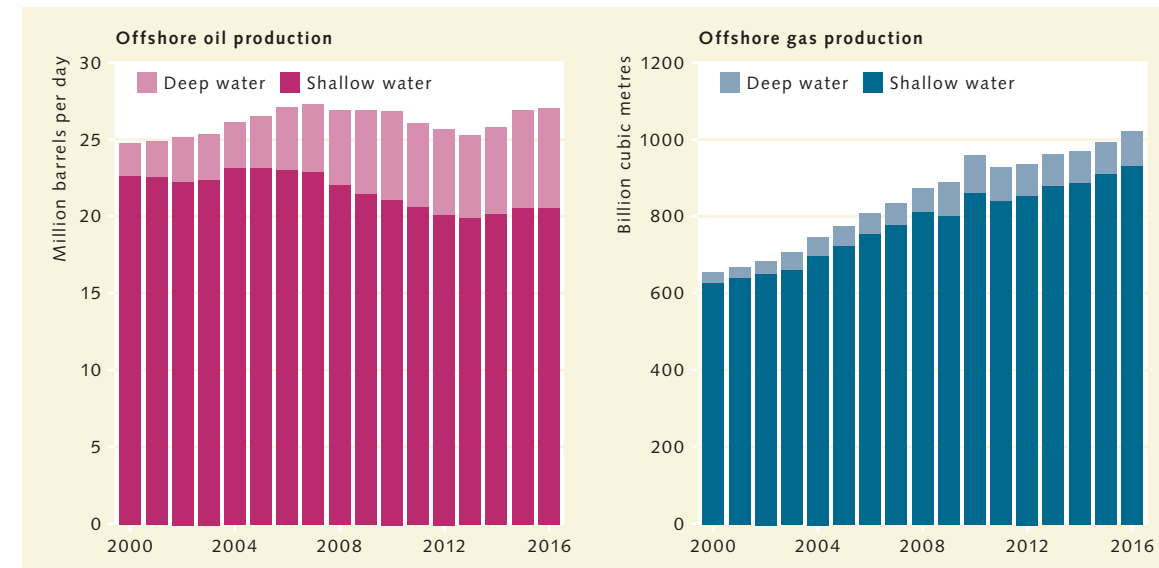 Offshore oil production
Million barrels per day
30
25
20
15
10
5
0
Deep water
Shallow water
2000 2004 2008 2012 2016
Offshore gas production
Billion cubic metres
1200
1000
800
600
400
200
0
Deep water
Shallow water
2000 2004 2008 2012 2016